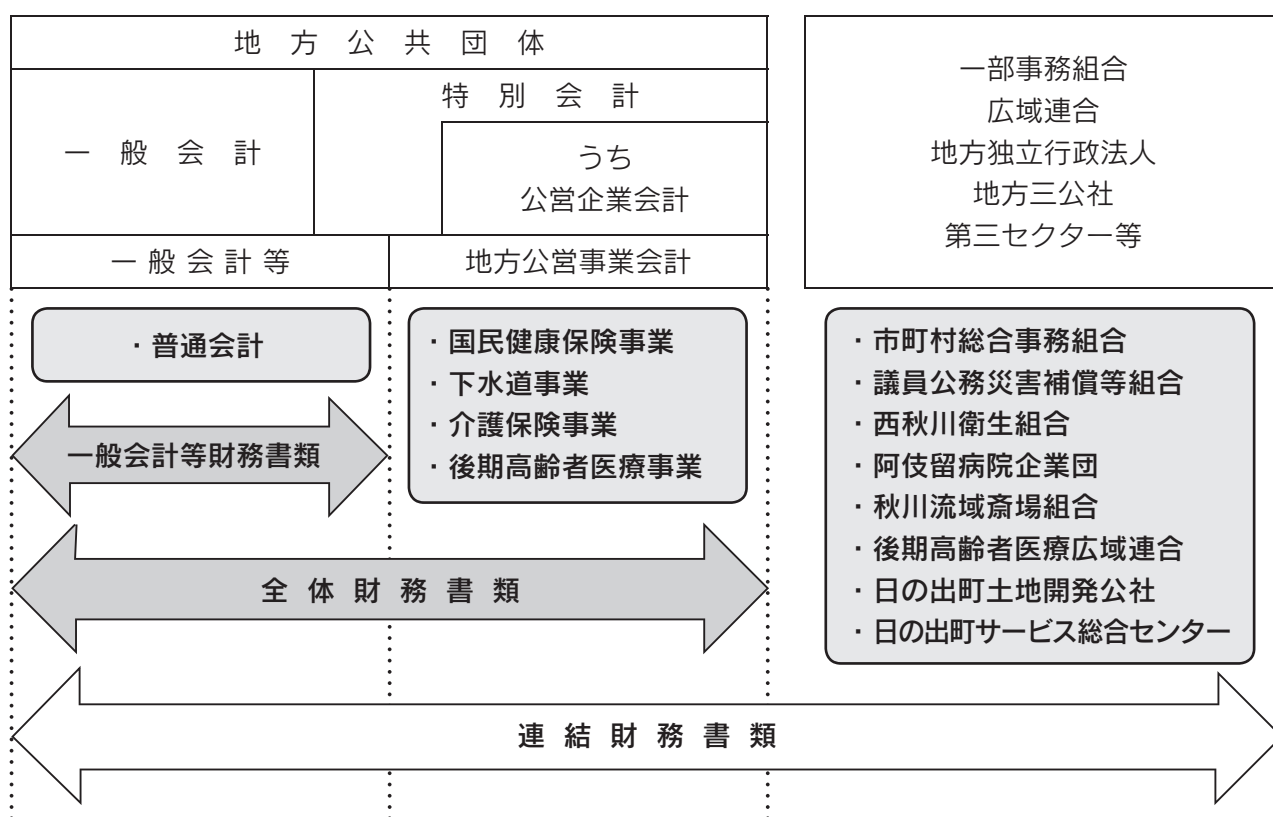 地方公共団体
一般会計
特別会計
うち
公営企業会計
一般会計等
地方公営事業会計
一部事務組合
広域連合
地方独立行政法人
地方三公社
第三セクター等
・普通会計
・国民健康保険事業
・下水道事業
・介護保険事業
・後期高齢者医療事業
・市町村総合事務組合
・議員公務災害補償等組合
・西秋川衛生組合
・阿伎留病院企業団
・秋川流域斎場組合
・後期高齢者医療広域連合
・日の出町土地開発公社
・日の出町サービス総合センター
一般会計等財務書類
全体財務書類
連結財務書類